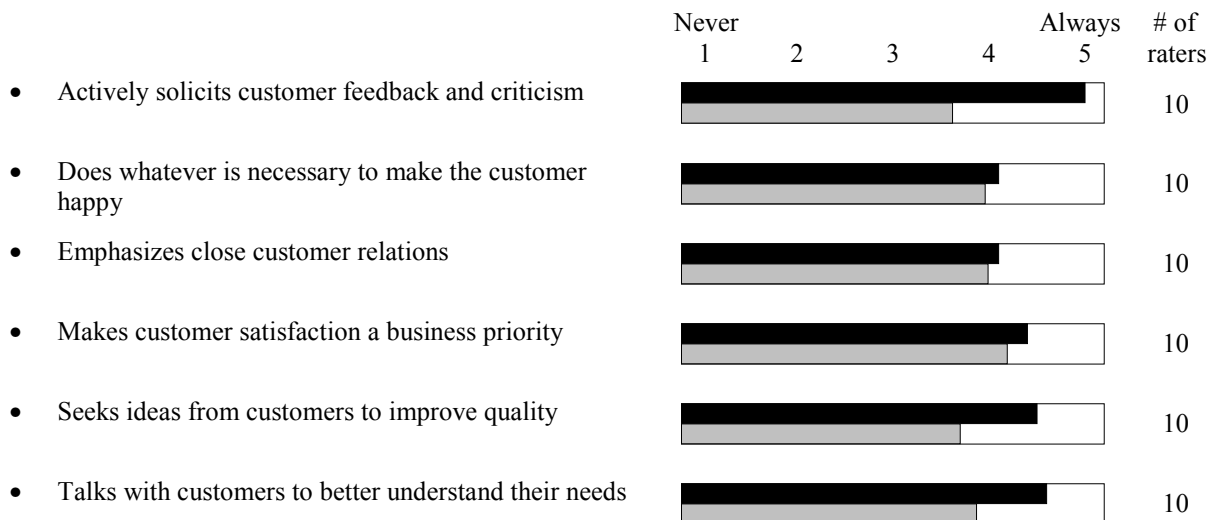 Never Always # of
1 2 3 4 5 raters
• Actively solicits customer feedback and criticism 10
• Does whatever is necessary to make the customer
happy 10
• Emphasizes close customer relations 10
• Makes customer satisfaction a business priority 10
• Seeks ideas from customers to improve quality 10
• Talks with customers to better understand their needs 10